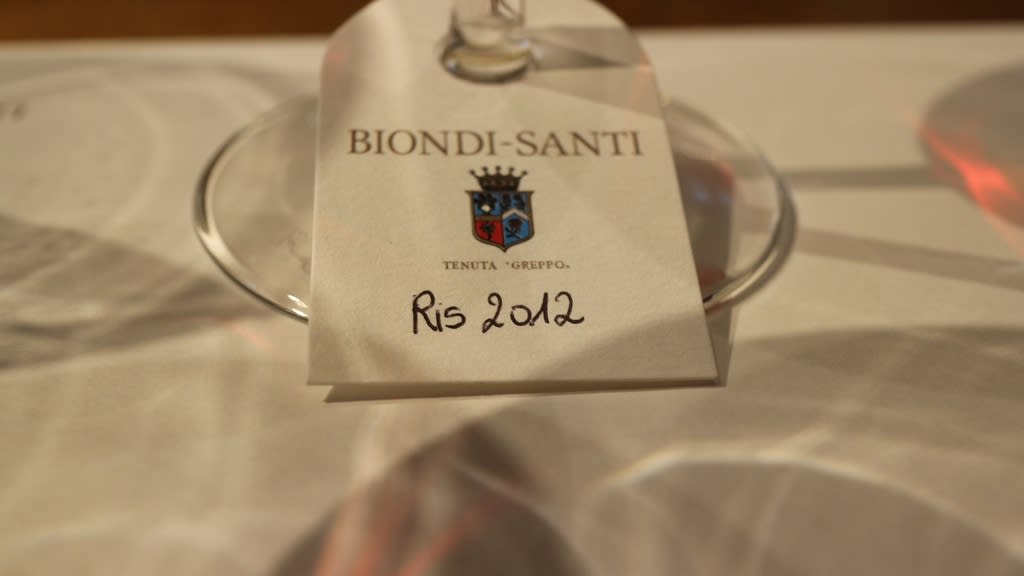 BIONDI-SANTI
TENUTA "GREPPO"
Ris 2012